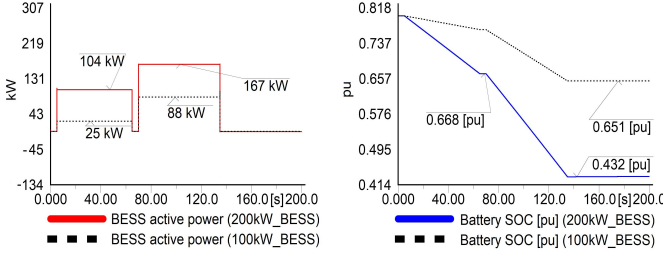 307
219
131
43
-45
-134
kW
104 kW
25 kW
167 kW
88 kW
0.000 40.00 80.00 120.00 160.0 [s] 200.0
BESS active power (200kW_BESS)
BESS active power (100kW_BESS)
0.818
0.737
0.657
0.576
0.495
0.414
pu
0.668 [pu]
0.651 [pu]
0.432 [pu]
0.000 40.00 80.00 120.00 160.0 [s] 200.0
Battery SOC [pu] (200kW_BESS)
Battery SOC [pu] (100kW_BESS)